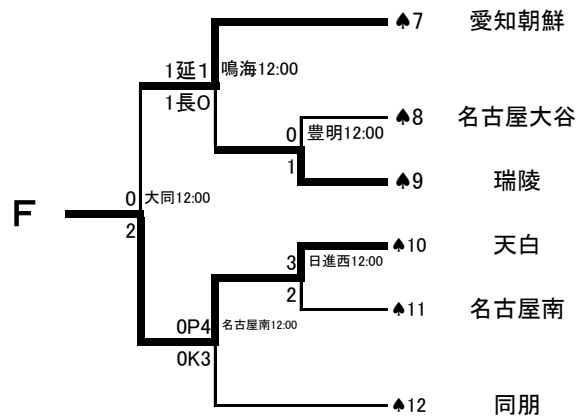 ♠7 愛知朝鮮
1延1 鳴海12:00
1長0
♠8 名古屋大谷
0 豊明12:00
1
♠9 瑞陵
0 大同12:00
F
2
♠10 天白
3 日進西12:00
2
♠11 名古屋南
0P4 名古屋南12:00
0K3
♠12 同朋